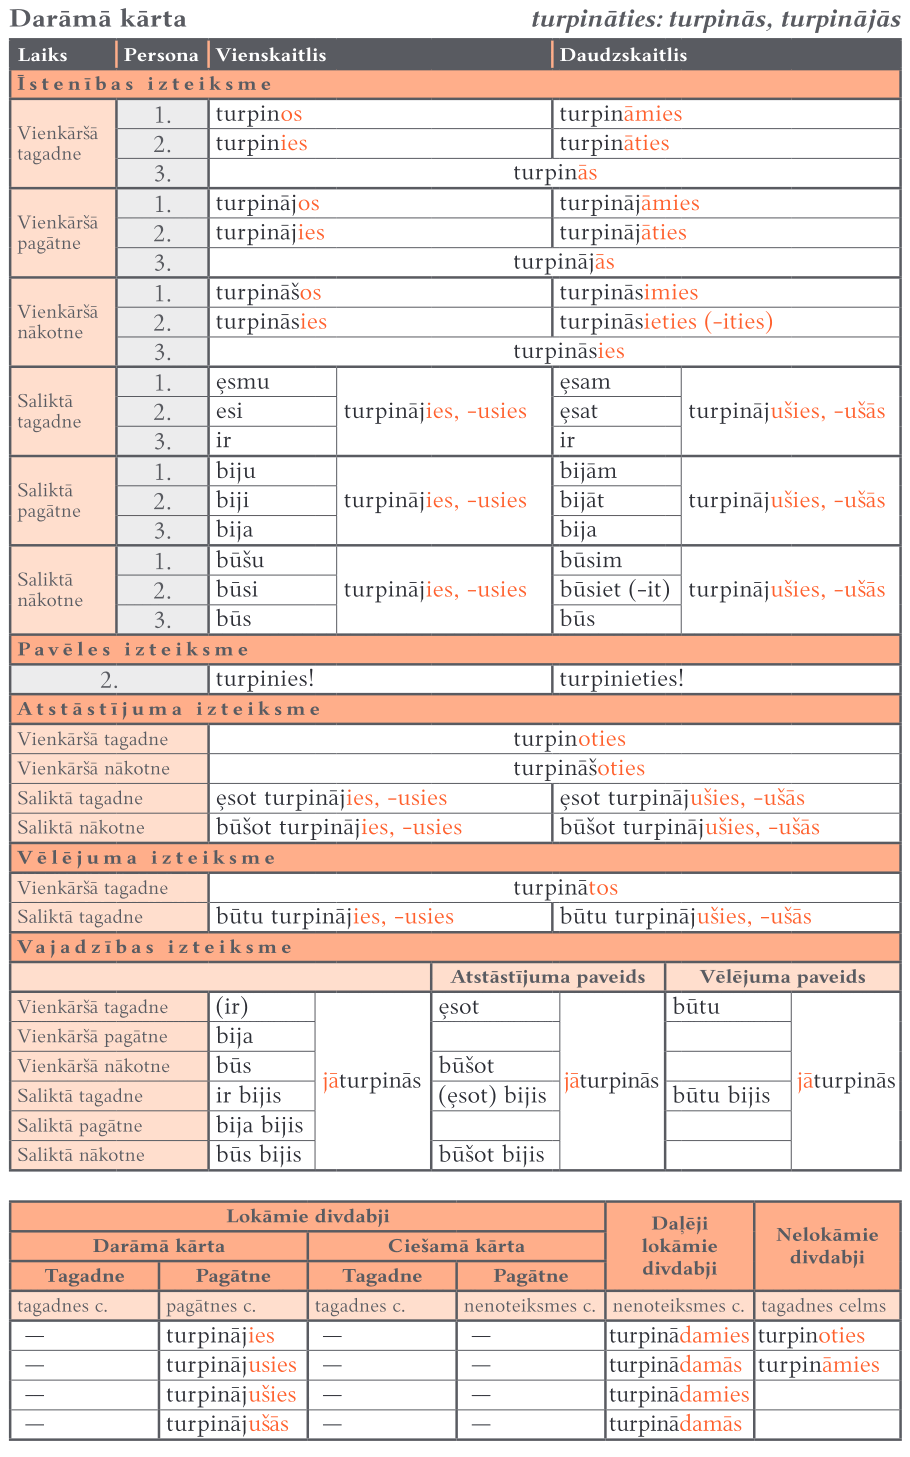 Darāmā kārta turpināties: turpinās, turpinājās
Laiks Persona Vienskaitlis Daudzskaitlis
Īstenības izteiksme
Vienkāršā tagadne
1. turpinos turpināmies
2. turpinies turpināties
3. turpinās
Vienkāršā pagātne
1. turpinājos turpinājāmies
2. turpinājies turpinājāties
3. turpinājās
Vienkāršā nākotne
1. turpināšos turpināsimies
2. turpināsies turpināsieties (-ities)
3. turpināsies
Saliktā tagadne
1. ȩsmu ȩsam
2. esi turpinājies, -usies ȩsat turpinājušies, -ušās
3. ir ir
Saliktā pagātne
1. biju bijām
2. biji turpinājies, -usies bijāt turpinājušies, -ušās
3. bija bija
Saliktā nākotne
1. būšu būsim
2. būsi turpinājies, -usies būsiet (-it) turpinājušies, -ušās
3. būs būs
Pavēles izteiksme
2. turpinies! turpinieties!
Atstāstījuma izteiksme
Vienkāršā tagadne turpinoties
Vienkāršā nākotne turpināšoties
Saliktā tagadne ȩsot turpinājies, -usies ȩsot turpinājušies, -ušās
Saliktā nākotne būšot turpinājies, -usies būšot turpinājušies, -ušās
Vēlējuma izteiksme
Vienkāršā tagadne turpinātos
Saliktā tagadne būtu turpinājies, -usies būtu turpinājušies, -ušās
Vajadzības izteiksme
Atstāstījuma paveids Vēlējuma paveids
Vienkāršā tagadne (ir) ȩsot būtu
Vienkāršā pagātne bija
Vienkāršā nākotne būs būšot
jāturpinās jāturpinās jāturpinās
Saliktā tagadne ir bijis (ȩsot) bijis būtu bijis
Saliktā pagātne bija bijis
Saliktā nākotne būs bijis būšot bijis
Lokāmie divdabji Daļēji lokāmie divdabji Nelokāmie divdabji
Darāmā kārta Ciešamā kārta
Tagadne Pagātne Tagadne Pagātne
tagadnes c. pagātnes c. tagadnes c. nenoteiksmes c. nenoteiksmes c. tagadnes celms
— turpinājies — — turpinādamies turpinoties
— turpinājusies — — turpinādamās turpināmies
— turpinājušies — — turpinādamies
— turpinājušās — — turpinādamās